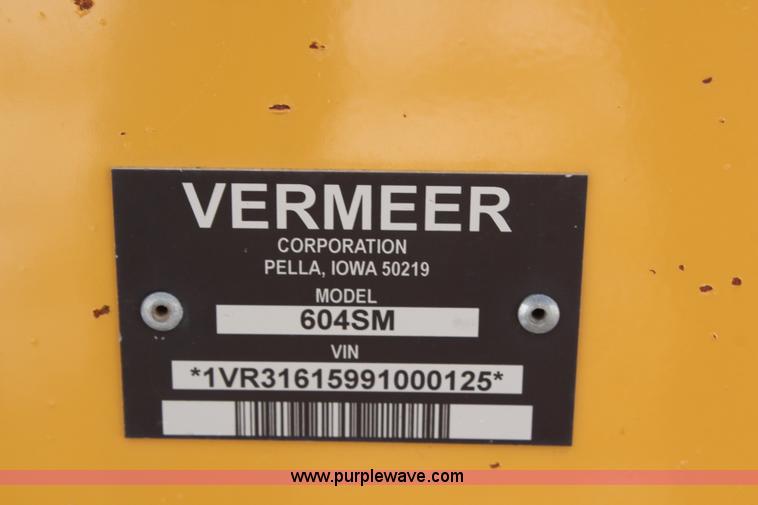 VERMEER
CORPORATION
PELLA, IOWA 50219
MODEL
604SM
VIN
*1VR31615991000125*
www.purplewave.com